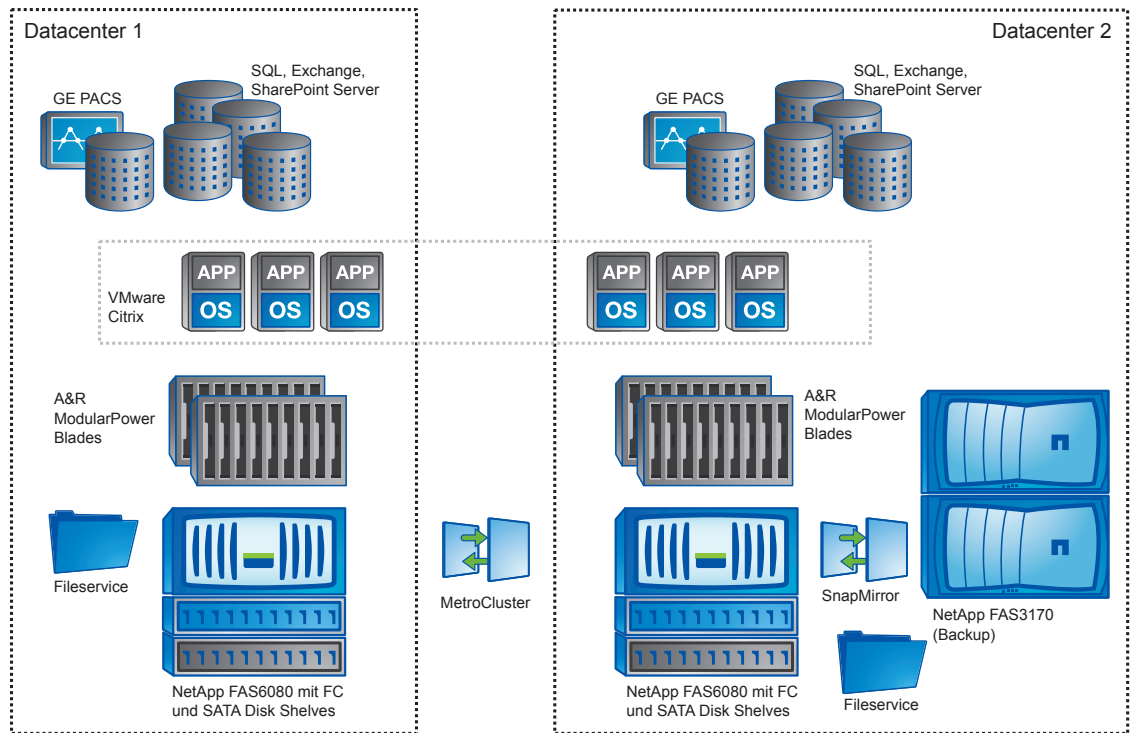 Datacenter 1
Datacenter 2
SQL, Exchange,
SharePoint Server
GE PACS
SQL, Exchange,
SharePoint Server
GE PACS
VMware
Citrix
APP
APP
APP
OS
OS
OS
APP
APP
APP
OS
OS
OS
A&R
ModularPower
Blades
A&R
ModularPower
Blades
Fileservice
MetroCluster
SnapMirror
NetApp FAS3170
(Backup)
NetApp FAS6080 mit FC
und SATA Disk Shelves
NetApp FAS6080 mit FC
und SATA Disk Shelves
Fileservice